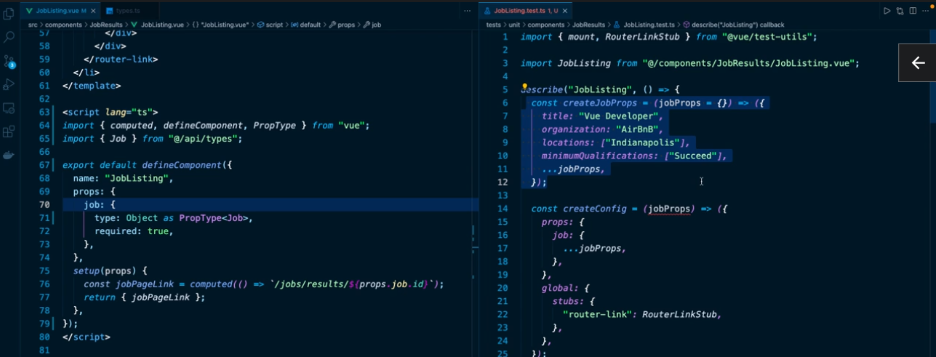 JobListing.vue M
types.ts
src > components > JobResults > JobListing.vue > {} "JobListing.vue" > script > default > props > job
57 </div>
58 </div>
59 </router-link>
60 </li>
61 </template>
62
63 <script lang="ts">
64 import { computed, defineComponent, PropType } from "vue";
65 import { Job } from "@/api/types";
66
67 export default defineComponent({
68 name: "JobListing",
69 props: {
70 job: {
71 type: Object as PropType<Job>,
72 required: true,
73 },
74 },
75 setup(props) {
76 const jobPageLink = computed(() => `/jobs/results/${props.job.id}`);
77 return { jobPageLink };
78 },
79 });
80 </script>
81
JobListing.test.ts 1, U
tests > unit > components > JobResults > JobListing.test.ts > describe("JobListing") callback
1 import { mount, RouterLinkStub } from "@vue/test-utils";
2
3 import JobListing from "@/components/JobResults/JobListing.vue";
4
5 describe("JobListing", () => {
6 const createJobProps = (jobProps = {}) => ({
7 title: "Vue Developer",
8 organization: "AirBnB",
9 locations: ["Indianapolis"],
10 minimumQualifications: ["Succeed"],
11 ...jobProps,
12 });
13
14 const createConfig = (jobProps) => ({
15 props: {
16 job: {
17 ...jobProps,
18 },
19 },
20 global: {
21 stubs: {
22 "router-link": RouterLinkStub,
23 },
24 },
25 });